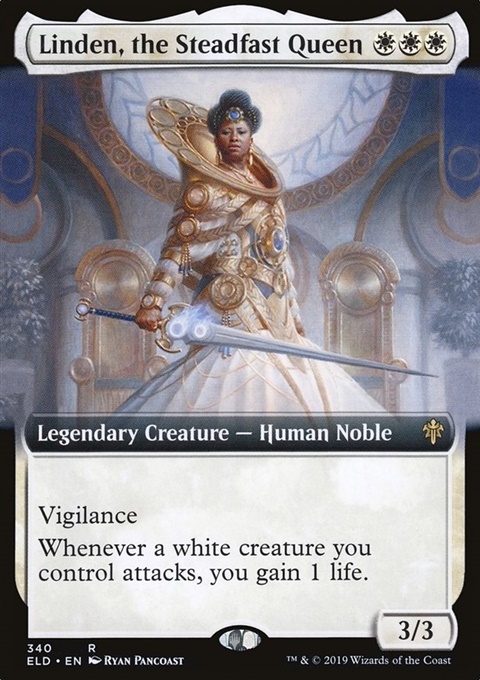 Linden, the Steadfast Queen
Legendary Creature — Human Noble
Vigilance
Whenever a white creature you
control attacks, you gain 1 life.
3/3
340 R
ELD • EN RYAN PANCOAST
™ & © 2019 Wizards of the Coast